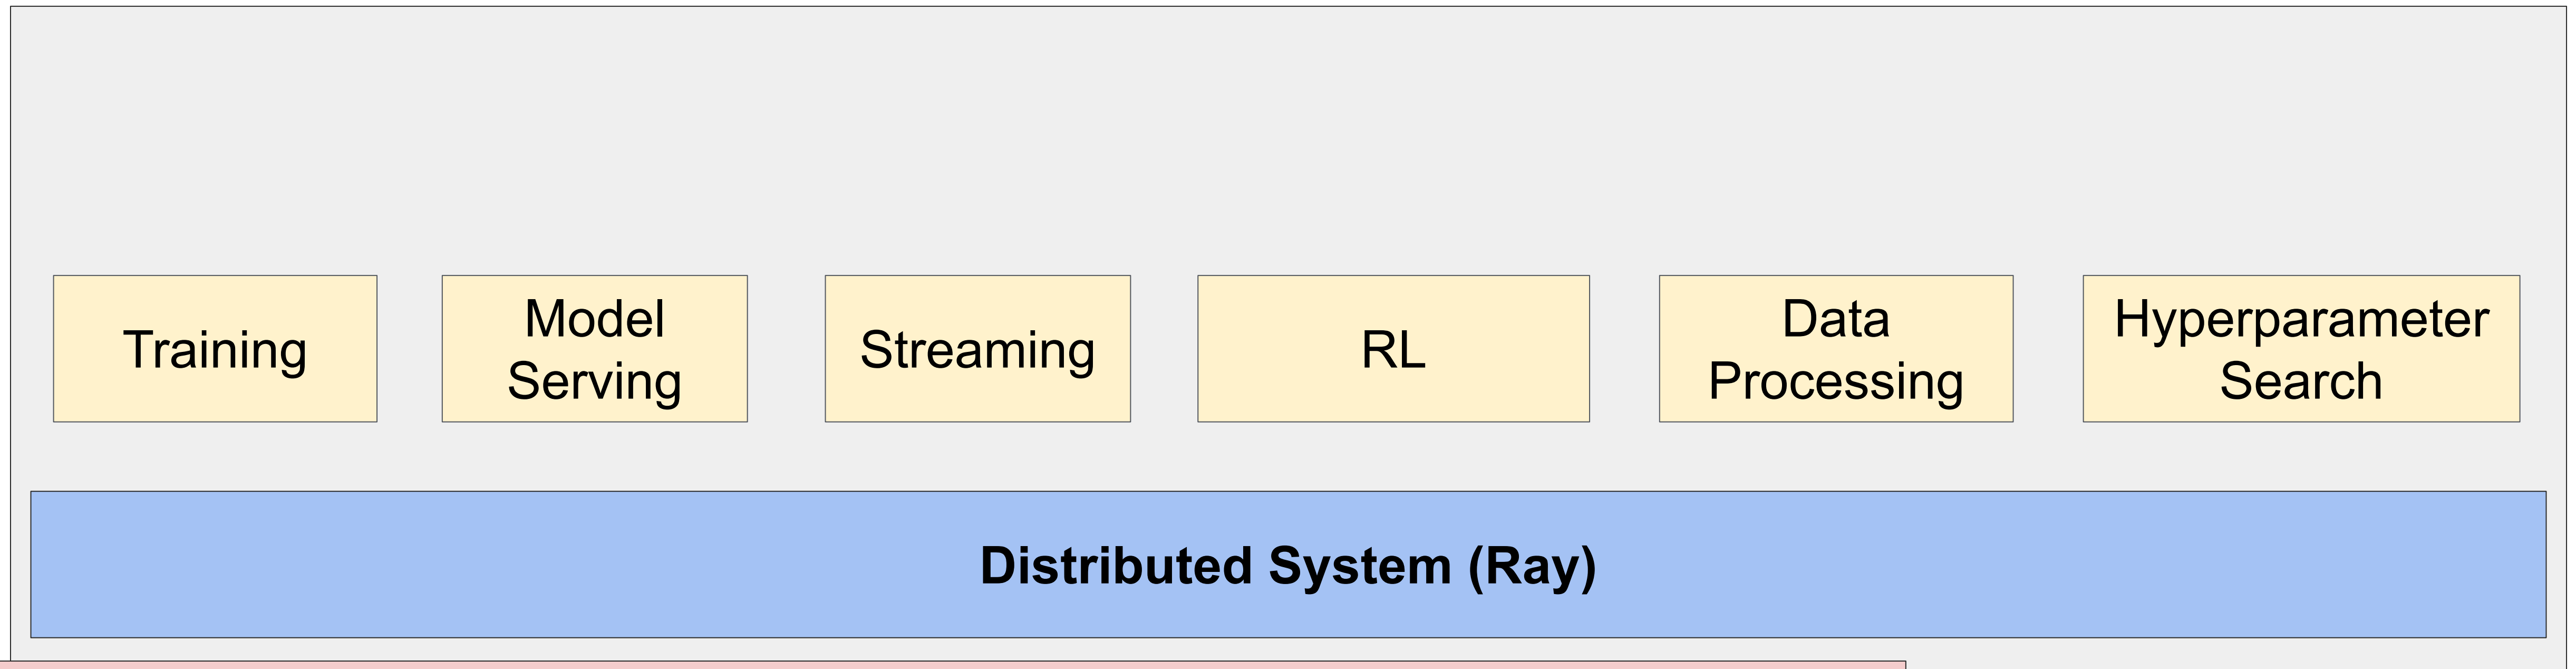 Training
Model
Serving
Streaming
RL
Data
Processing
Hyperparameter
Search
Distributed System (Ray)